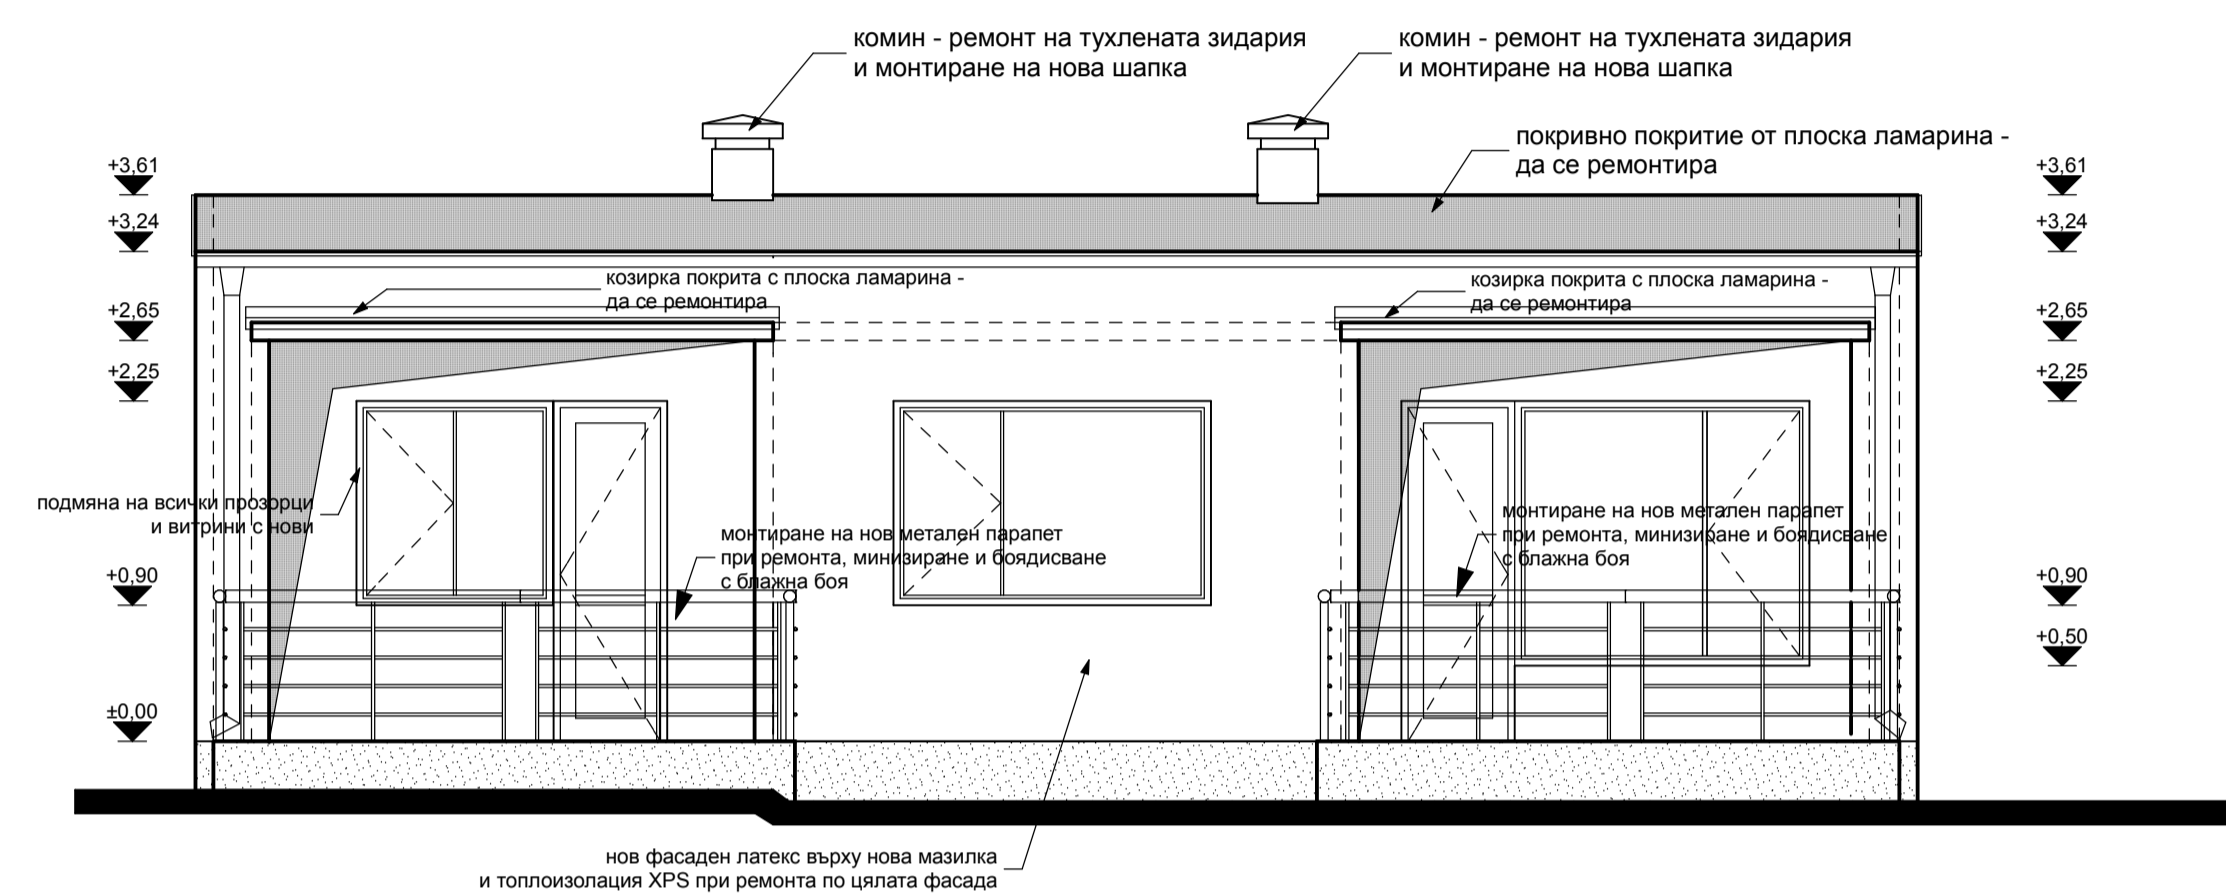 комин - ремонт на тухлената зидария
и монтиране на нова шапка
комин - ремонт на тухлената зидария
и монтиране на нова шапка
покривно покритие от плоска ламарина -
да се ремонтира
+3,61
+3,61
+3,24
+3,24
козирка покрита с плоска ламарина -
да се ремонтира
козирка покрита с плоска ламарина -
да се ремонтира
+2,65
+2,65
+2,25
+2,25
подмяна на всички прозорци
и витрини с нови
монтиране на нов метален парапет
при ремонта, минизиране и боядисване
с блажна боя
монтиране на нов метален парапет
при ремонта, минизиране и боядисване
с блажна боя
+0,90
+0,90
+0,50
±0,00
нов фасаден латекс върху нова мазилка
и топлоизолация XPS при ремонта по цялата фасада